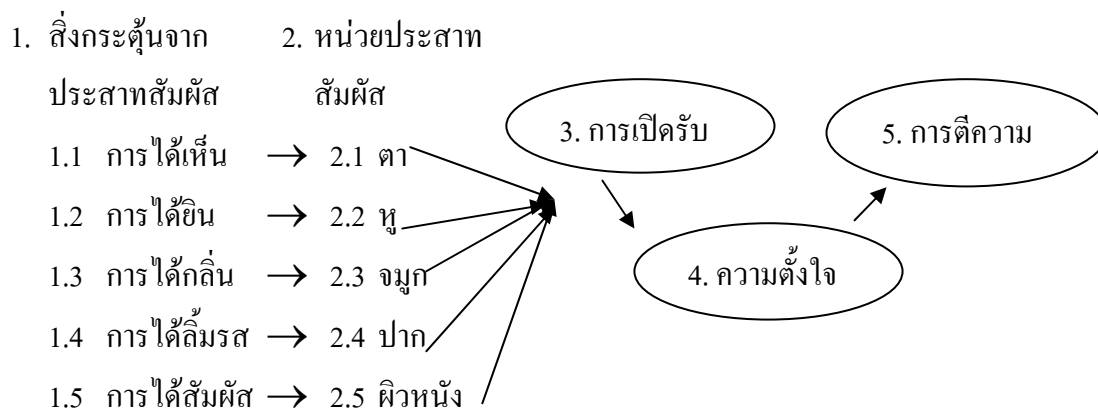 1. สิ่งกระตุ้นจาก 2. หน่วยประสาท
ประสาทสัมผัส สัมผัส
3. การเปิดรับ 5. การตีความ
1.1 การได้เห็น → 2.1 ตา
1.2 การได้ยิน → 2.2 หู
1.3 การได้กลิ่น → 2.3 จมูก
4. ความตั้งใจ
1.4 การได้ลิ้มรส → 2.4 ปาก
1.5 การได้สัมผัส → 2.5 ผิวหนัง